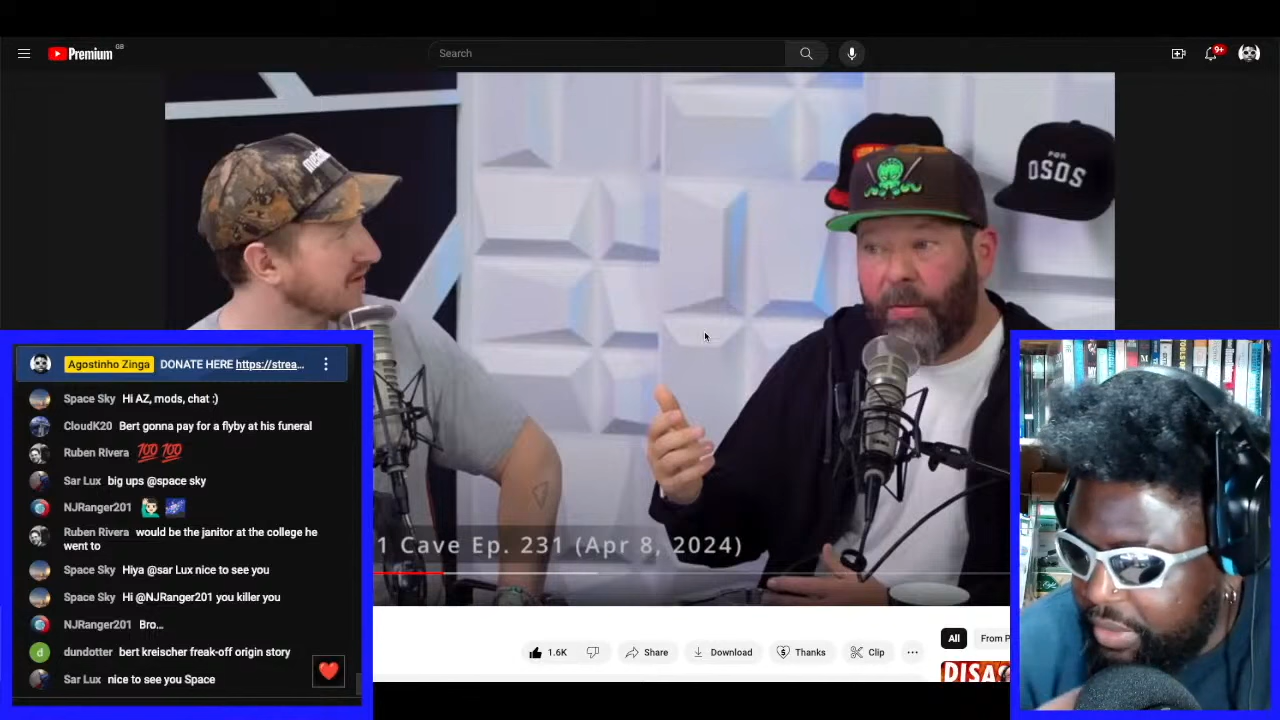 Premium GB
Search
9+
POR
OSOS
1 Cave Ep. 231 (Apr 8, 2024)
Agostinho Zinga DONATE HERE https://strea...
Space Sky Hi AZ, mods, chat :)
CloudK20 Bert gonna pay for a flyby at his funeral
Ruben Rivera 💯 💯
Sar Lux big ups @space sky
NJRanger201
Ruben Rivera would be the janitor at the college he
went to
Space Sky Hiya @sar Lux nice to see you
Space Sky Hi @NJRanger201 you killer you
NJRanger201 Bro...
d dundotter bert kreischer freak-off origin story
Sar Lux nice to see you Space
1.6K Share Download Thanks Clip ...
All From P
DISA